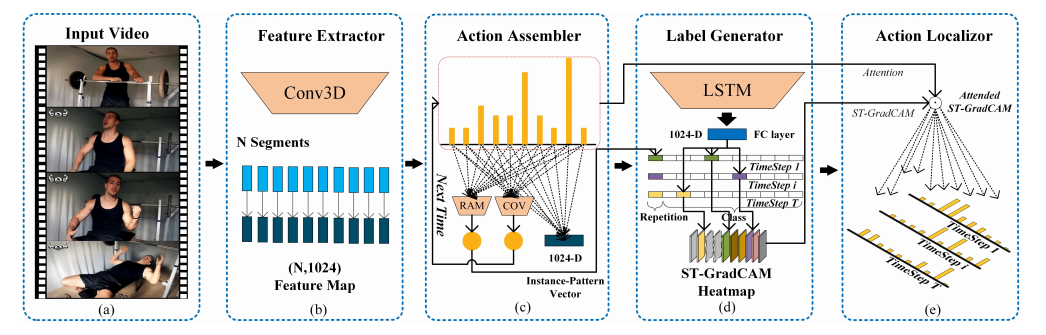 Input Video
(a)
Feature Extractor
Conv3D
N Segments
(N,1024)
Feature Map
(b)
Action Assembler
Next Time
RAM
COV
1024-D
Instance-Pattern
Vector
(c)
Label Generator
LSTM
1024-D
FC layer
TimeStep 1
TimeStep i
TimeStep T
Repetition
Class
ST-GradCAM
Heatmap
(d)
Action Localizor
Attention
ST-GradCAM
Attended
ST-GradCAM
TimeStep 1
TimeStep i
TimeStep T
(e)